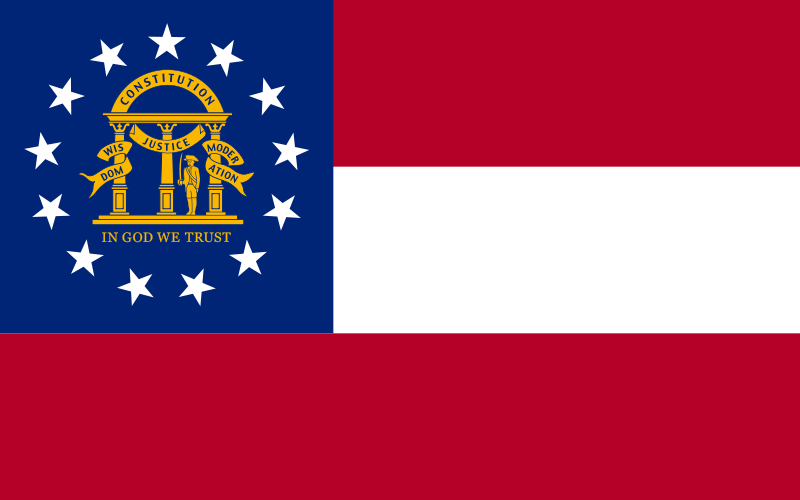 CONSTITUTION
JUSTICE
WIS
DOM
MODER
ATION
IN GOD WE TRUST